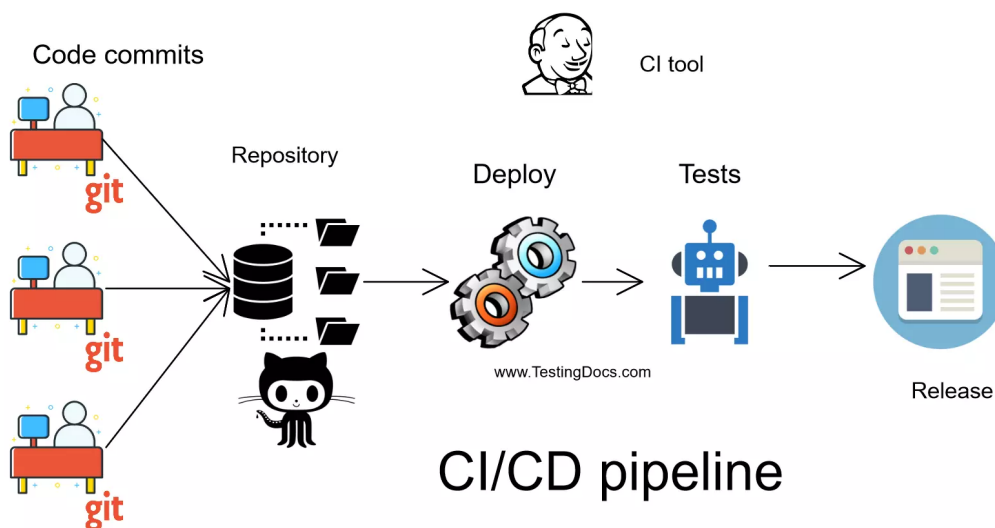 Code commits
CI tool
Repository
Deploy
Tests
git
git
git
www.TestingDocs.com
Release
CI/CD pipeline